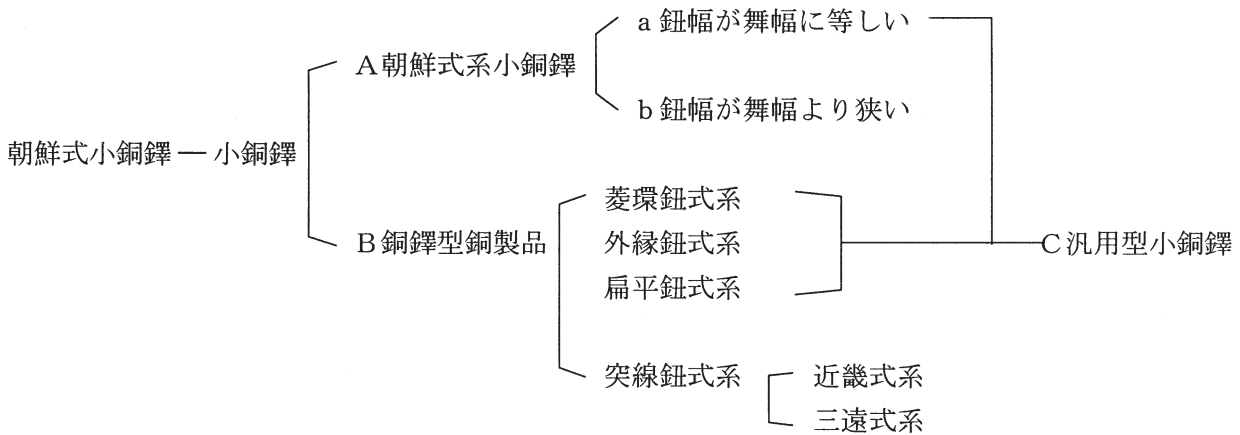 a 鈕幅が舞幅に等しい
A朝鮮式系小銅鐸
b 鈕幅が舞幅より狭い
朝鮮式小銅鐸 ― 小銅鐸
菱環鈕式系
B銅鐸型銅製品
外縁鈕式系
C汎用型小銅鐸
扁平鈕式系
突線鈕式系
近畿式系
三遠式系